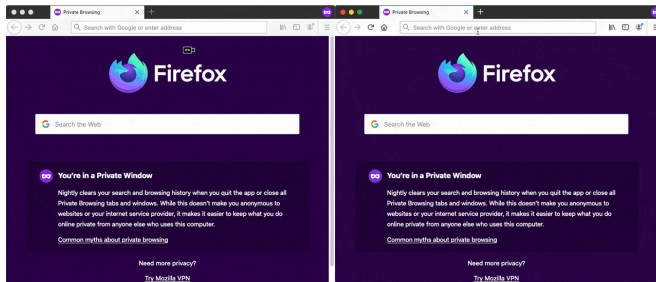 Private Browsing
Search with Google or enter address
Firefox
Search the Web
You're in a Private Window
Nightly clears your search and browsing history when you quit the app or close all
Private Browsing tabs and windows. While this doesn't make you anonymous to
websites or your internet service provider, it makes it easier to keep what you do
online private from anyone else who uses this computer.
Common myths about private browsing
Need more privacy?
Try Mozilla VPN
Private Browsing
Search with Google or enter address
Firefox
Search the Web
You're in a Private Window
Nightly clears your search and browsing history when you quit the app or close all
Private Browsing tabs and windows. While this doesn't make you anonymous to
websites or your internet service provider, it makes it easier to keep what you do
online private from anyone else who uses this computer.
Common myths about private browsing
Need more privacy?
Try Mozilla VPN